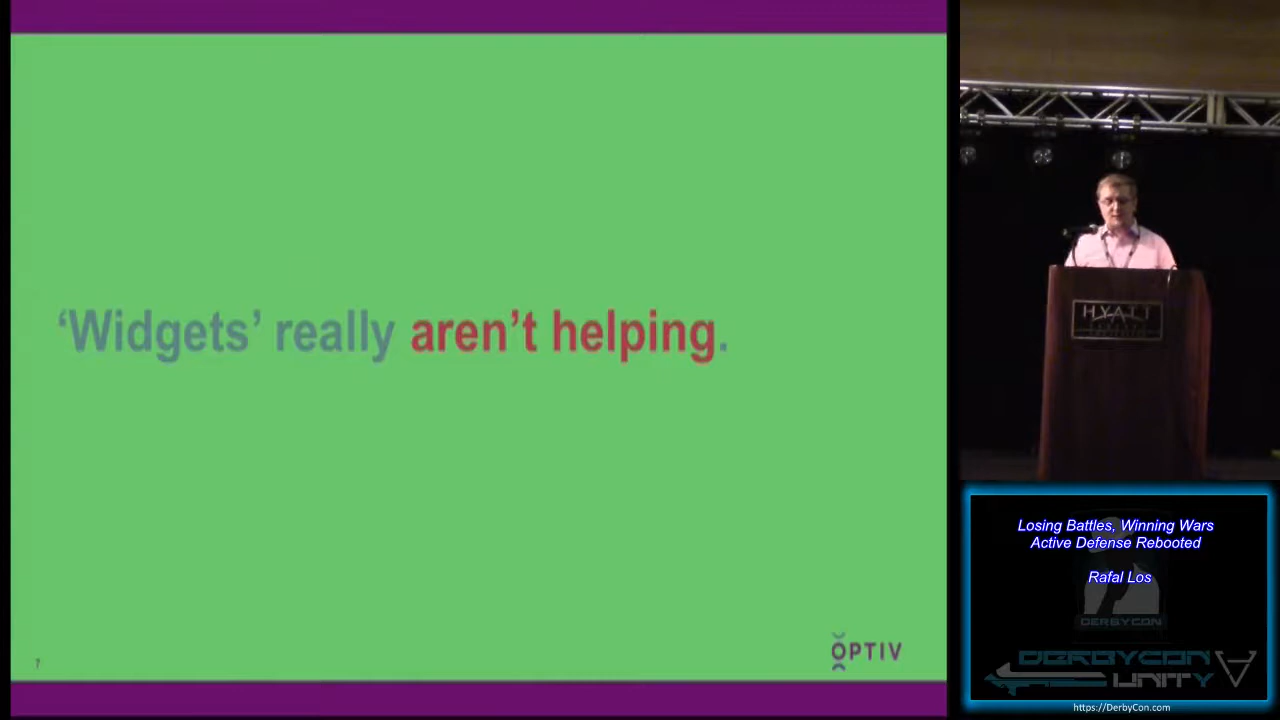 ‘Widgets’ really aren’t helping.
7
OPTIV
HYATT
Losing Battles, Winning Wars
Active Defense Rebooted
Rafal Los
DERBYCON
DERBYCON
UNITY
https://DerbyCon.com